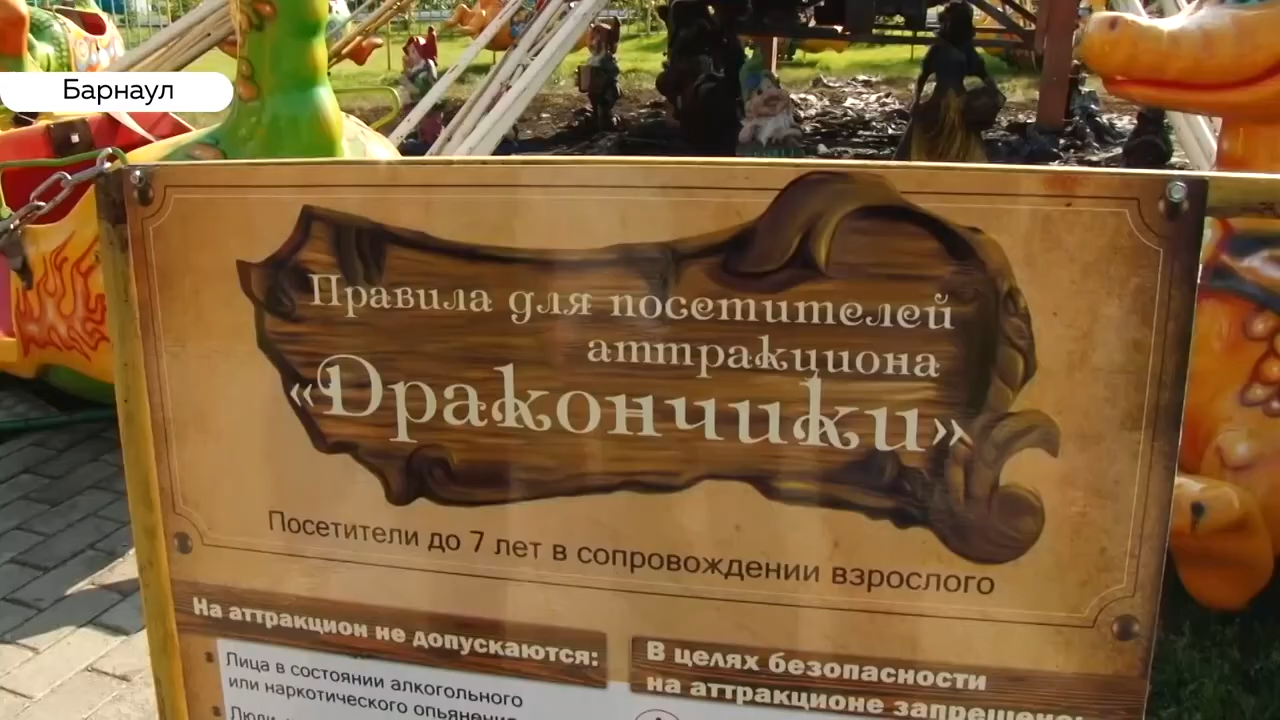 Барнаул
Правила для посетителей
аттракциона
«Дракончики»
Посетители до 7 лет в сопровождении взрослого
На аттракцион не допускаются:
Лица в состоянии алкогольного
или наркотического опьянения
В целях безопасности
на аттракционе запрещено: